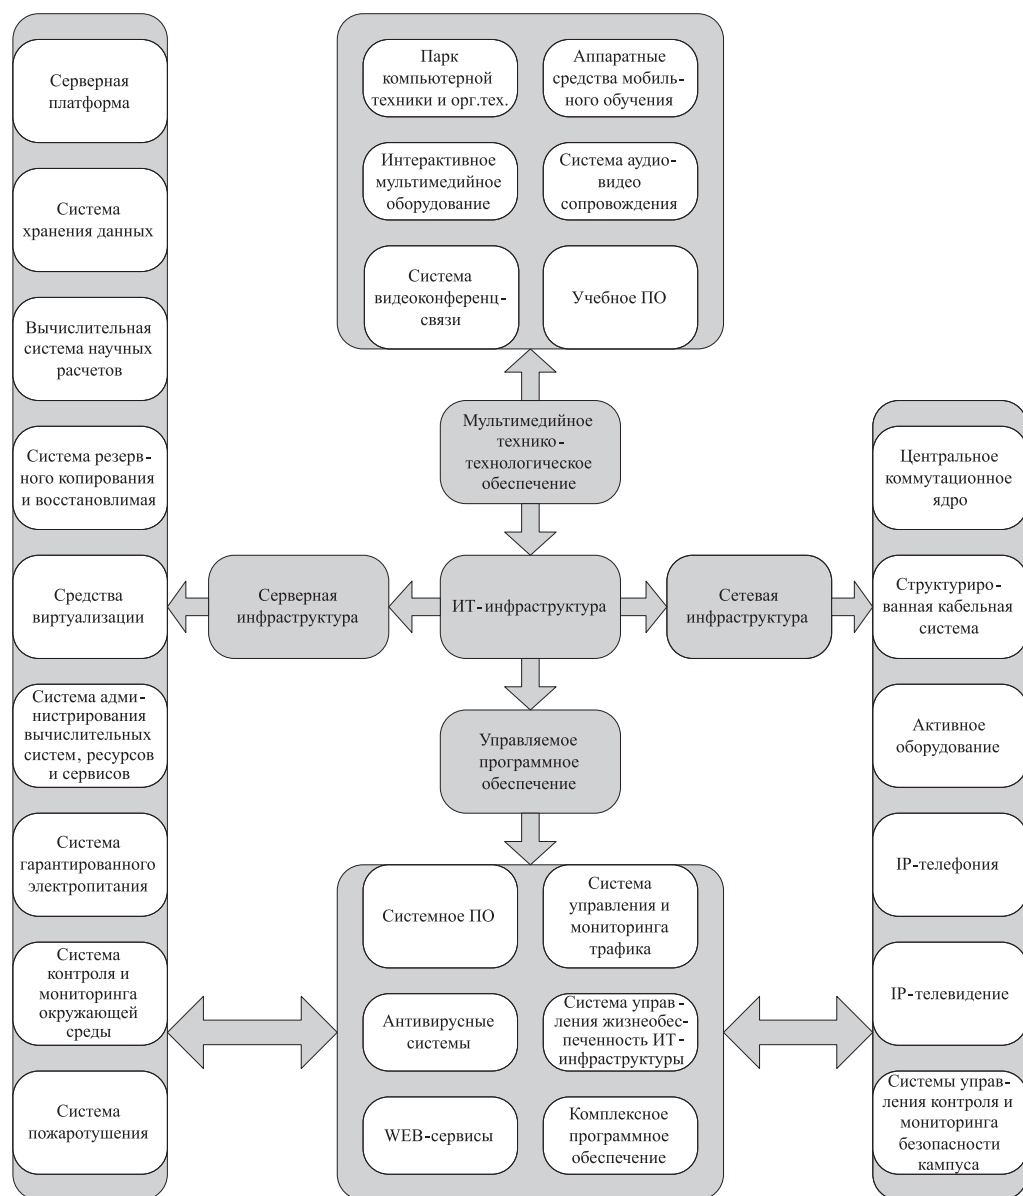 Серверная
платформа
Система
хранения данных
Вычислительная
система научных
расчетов
Система резерв-
ного копирования
и восстановлимая
Средства
виртуализации
Система адми-
нистрирования
вычислительных
систем, ресурсов
и сервисов
Система
гарантированного
электропитания
Система
контроля и
мониторинга
окружающей
среды
Система
пожаротушения
Парк
компьютерной
техники и орг.тех.
Аппаратные
средства мобиль-
ного обучения
Интерактивное
мультимедийное
оборудование
Система аудио-
видео
сопровождения
Система
видеоконференц-
связи
Учебное ПО
Мультимедийное
технико-
технологическое
обеспечение
Серверная
инфраструктура
ИТ-инфраструктура
Сетевая
инфраструктура
Управляемое
программное
обеспечение
Системное ПО
Система
управления и
мониторинга
трафика
Антивирусные
системы
Система управ-
ления жизнеобес-
печенность ИТ-
инфраструктуры
WEB-сервисы
Комплексное
программное
обеспечение
Центральное
коммутационное
ядро
Структуриро-
ванная кабельная
система
Активное
оборудование
IP-телефония
IP-телевидение
Системы управ-
ления контроля и
мониторинга
безопасности
кампуса